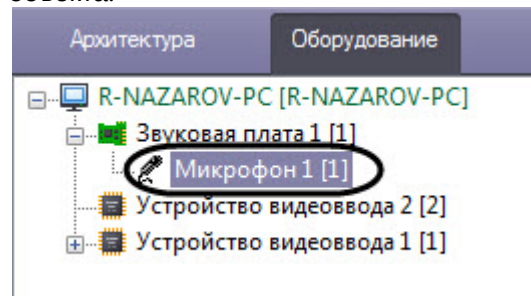 Архитектура Оборудование
R-NAZAROV-PC [R-NAZAROV-PC]
Звуковая плата 1 [1]
Микрофон 1 [1]
Устройство видеоввода 2 [2]
Устройство видеоввода 1 [1]